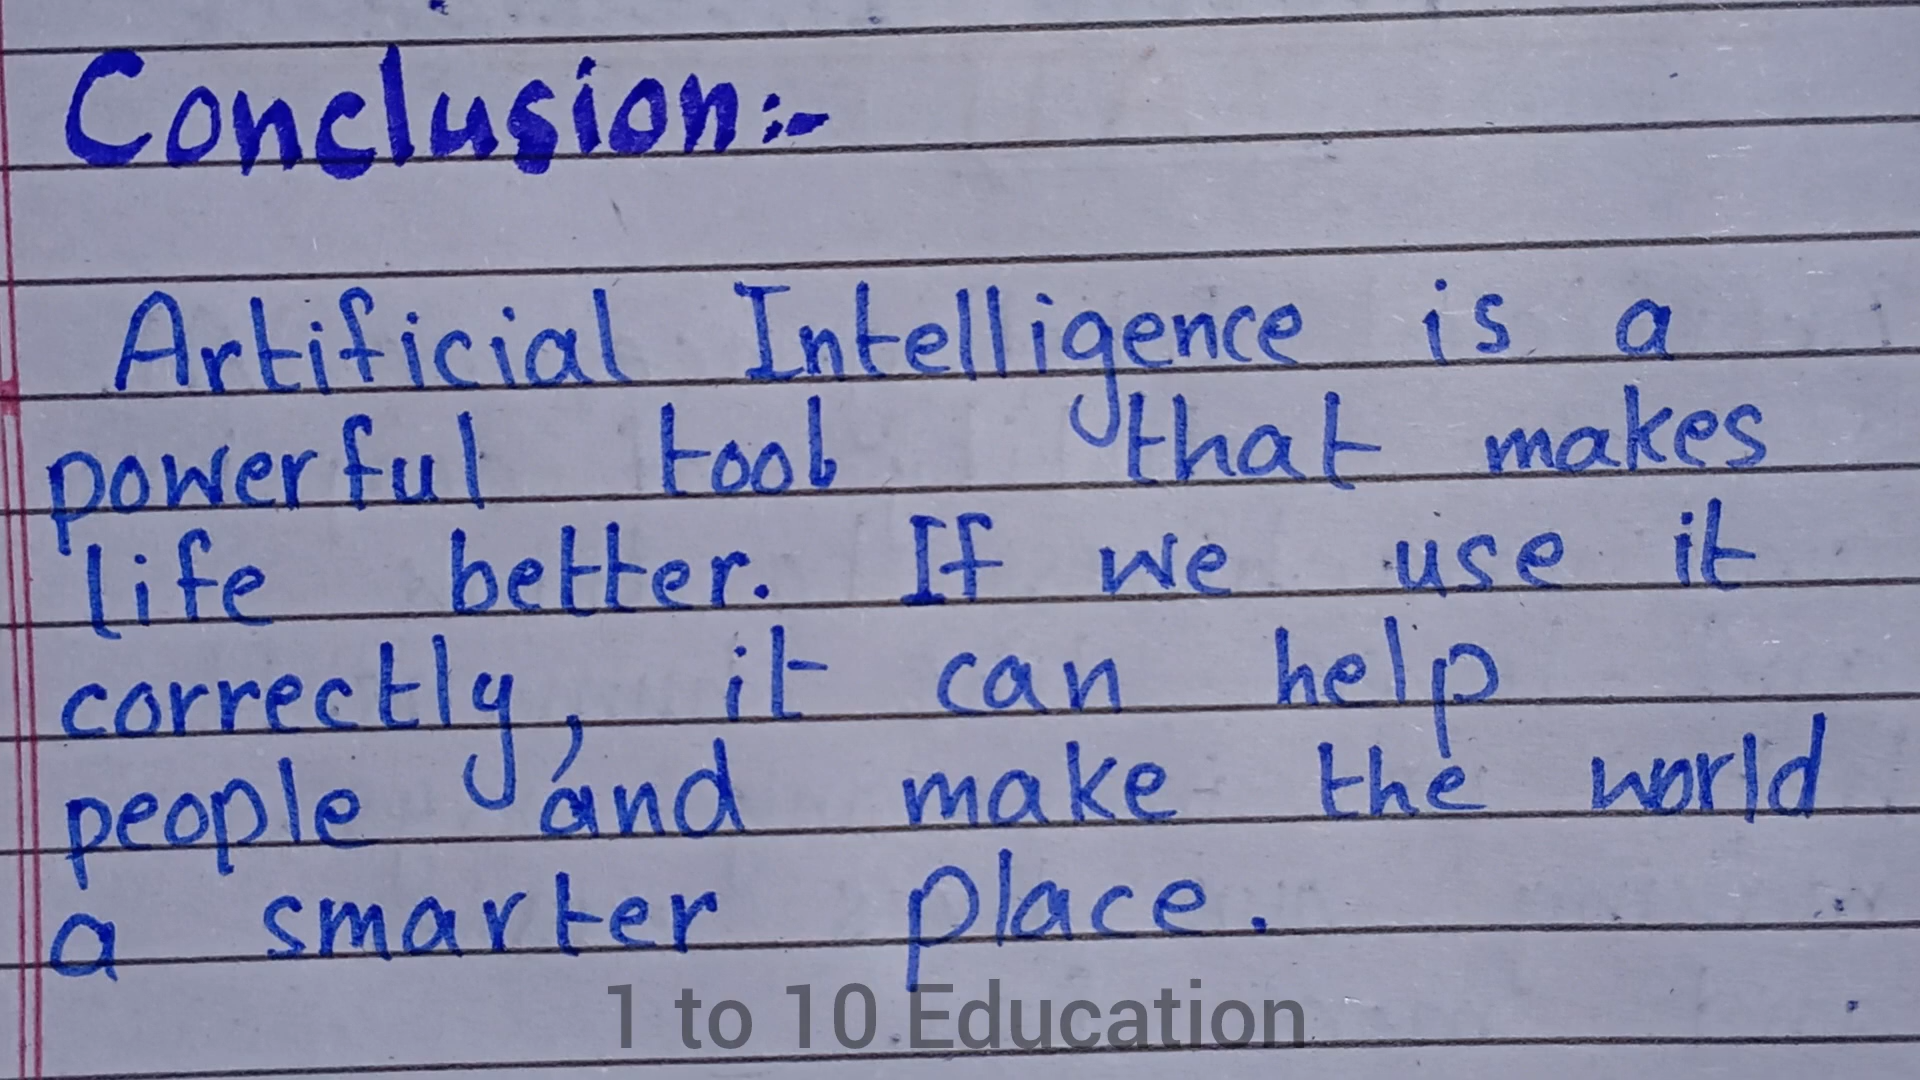 Conclusion:-
Artificial Intelligence is a
powerful tool that makes
life better. If we use it
correctly, it can help
people and make the world
a smarter place.
1 to 10 Education